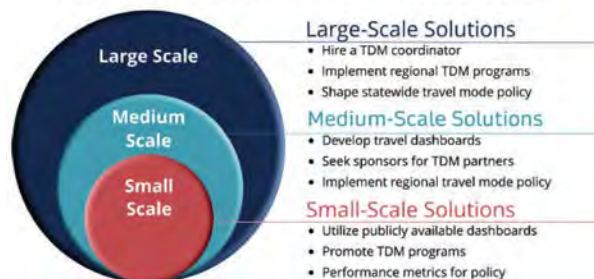 Large Scale
Medium
Scale
Small
Scale
Large-Scale Solutions
• Hire a TDM coordinator
• Implement regional TDM programs
• Shape statewide travel mode policy
Medium-Scale Solutions
• Develop travel dashboards
• Seek sponsors for TDM partners
• Implement regional travel mode policy
Small-Scale Solutions
• Utilize publicly available dashboards
• Promote TDM programs
• Performance metrics for policy